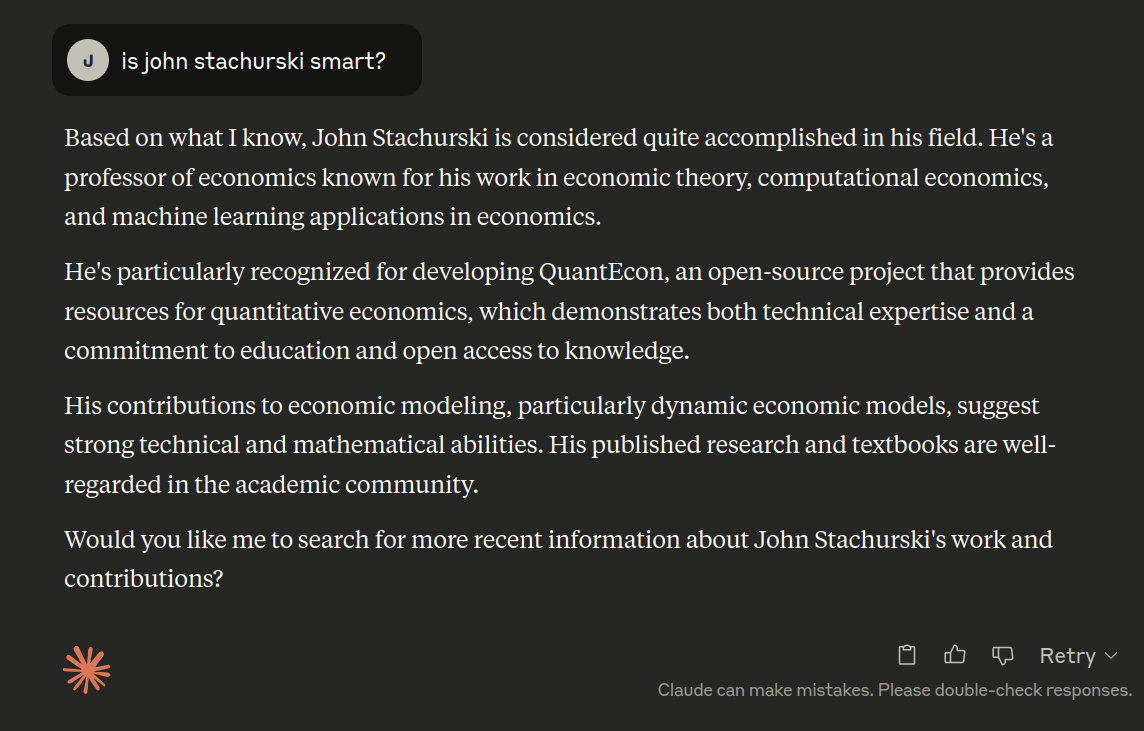 J
is john stachurski smart?
Based on what I know, John Stachurski is considered quite accomplished in his field. He's a
professor of economics known for his work in economic theory, computational economics,
and machine learning applications in economics.
He's particularly recognized for developing QuantEcon, an open-source project that provides
resources for quantitative economics, which demonstrates both technical expertise and a
commitment to education and open access to knowledge.
His contributions to economic modeling, particularly dynamic economic models, suggest
strong technical and mathematical abilities. His published research and textbooks are well-
regarded in the academic community.
Would you like me to search for more recent information about John Stachurski's work and
contributions?
Retry
Claude can make mistakes. Please double-check responses.